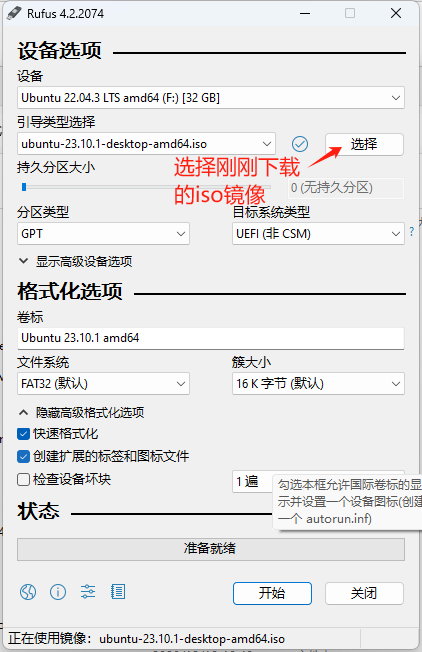 Rufus 4.2.2074
设备选项
设备
Ubuntu 22.04.3 LTS amd64 (F:) [32 GB]
引导类型选择
ubuntu-23.10.1-desktop-amd64.iso
选择
持久分区大小
选择刚刚下载
的iso镜像
0 (无持久分区)
分区类型
目标系统类型
GPT
UEFI (非 CSM)
?
显示高级设备选项
格式化选项
卷标
Ubuntu 23.10.1 amd64
文件系统
簇大小
FAT32 (默认)
16 K 字节 (默认)
隐藏高级格式化选项
快速格式化
创建扩展的标签和图标文件
检查设备坏块
1 遍
勾选本框允许国际卷标的显
示并设置一个设备图标(创建
一个 autorun.inf)
状态
准备就绪
开始
关闭
正在使用镜像: ubuntu-23.10.1-desktop-amd64.iso